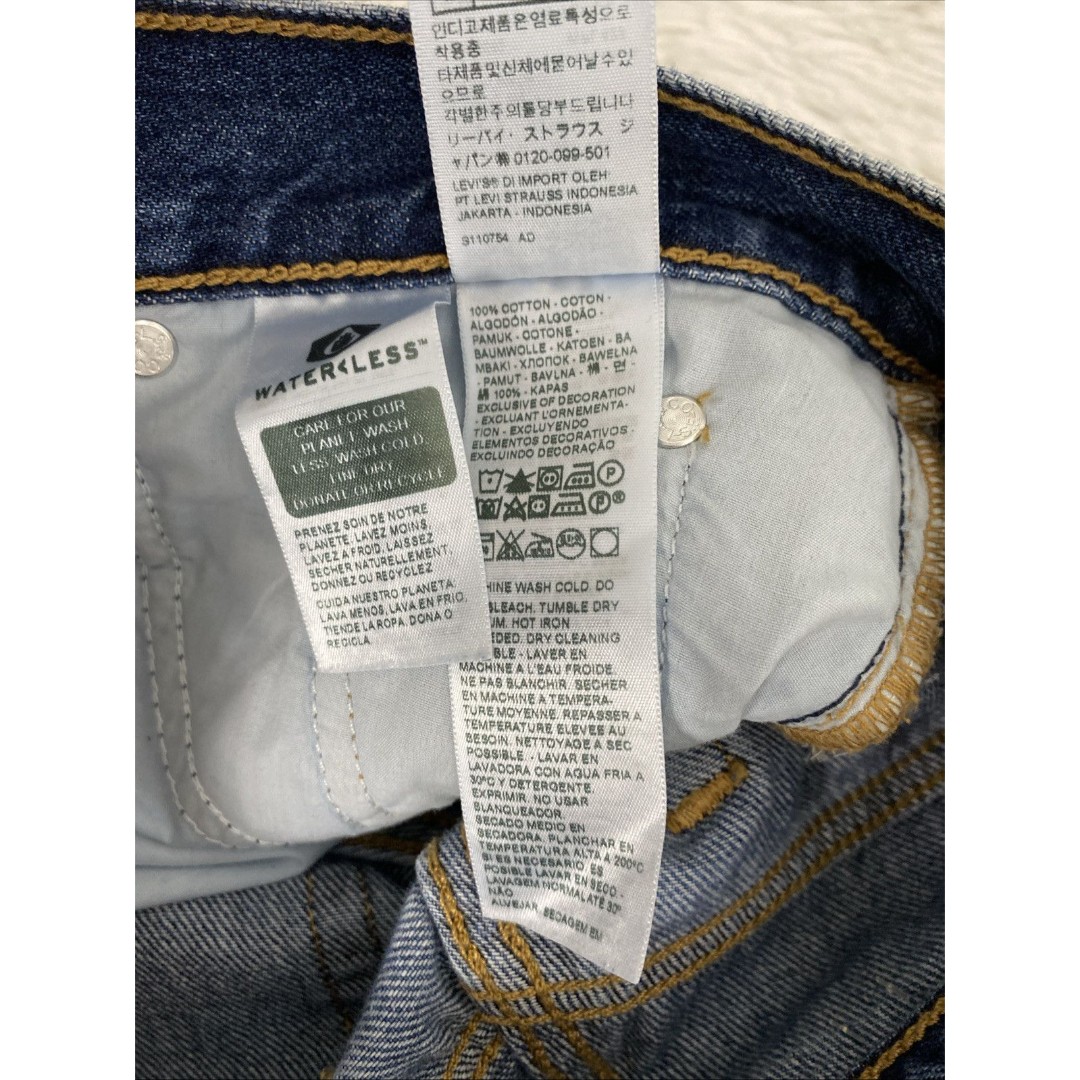 인디고제품은염료특성으로
착용중
타제품및신체에묻어날수있
으므로
각별한주의를당부드립니다
リーバイ・ストラウス ジ
ャパン㈱ 0120-099-501
LEVI'S® DI IMPORT OLEH
PT LEVI STRAUSS INDONESIA
JAKARTA - INDONESIA
S110754 AD
WATER<LESS™
CARE FOR OUR
PLANET. WASH
LESS, WASH COLD,
LINE DRY,
DONATE OR RECYCLE
PRENEZ SOIN DE NOTRE
PLANETE. LAVEZ MOINS,
LAVEZ A FROID, LAISSEZ
SECHER NATURELLEMENT,
DONNEZ OU RECYCLEZ
CUIDA NUESTRO PLANETA.
LAVA MENOS, LAVA EN FRIO,
TIENDE LA ROPA, DONA O
RECICLA.
100% COTTON - COTON -
ALGODÓN - ALGODÃO -
PAMUK - COTONE -
BAUMWOLLE - KATOEN - BA
MBAKI - ХЛОПОК - BAWEŁNA
- PAMUT - BAVLNA - 棉 - 면 -
綿 100% - KAPAS
EXCLUSIVE OF DECORATION
- EXCLUANT L'ORNEMENTA-
TION - EXCLUYENDO
ELEMENTOS DECORATIVOS -
EXCLUINDO DECORAÇÃO
P
P®
HINE WASH COLD. DO
BLEACH. TUMBLE DRY
UM. HOT IRON
EDED. DRY CLEANING
BLE - LAVER EN
MACHINE A L'EAU FROIDE.
NE PAS BLANCHIR. SECHER
EN MACHINE A TEMPERA-
TURE MOYENNE. REPASSER A
TEMPERATURE ELEVEE AU
BESOIN. NETTOYAGE A SEC
POSSIBLE. - LAVAR EN
LAVADORA CON AGUA FRIA A
30°C Y DETERGENTE.
EXPRIMIR. NO USAR
BLANQUEADOR.
SECADO MEDIO EN
SECADORA. PLANCHAR EN
TEMPERATURA ALTA A 200°C
SI ES NECESARIO. ES
POSIBLE LAVAR EN SECO. -
LAVAGEM NORMAL ATÉ 30°
NÃO
ALVEJAR. SECAGEM EM